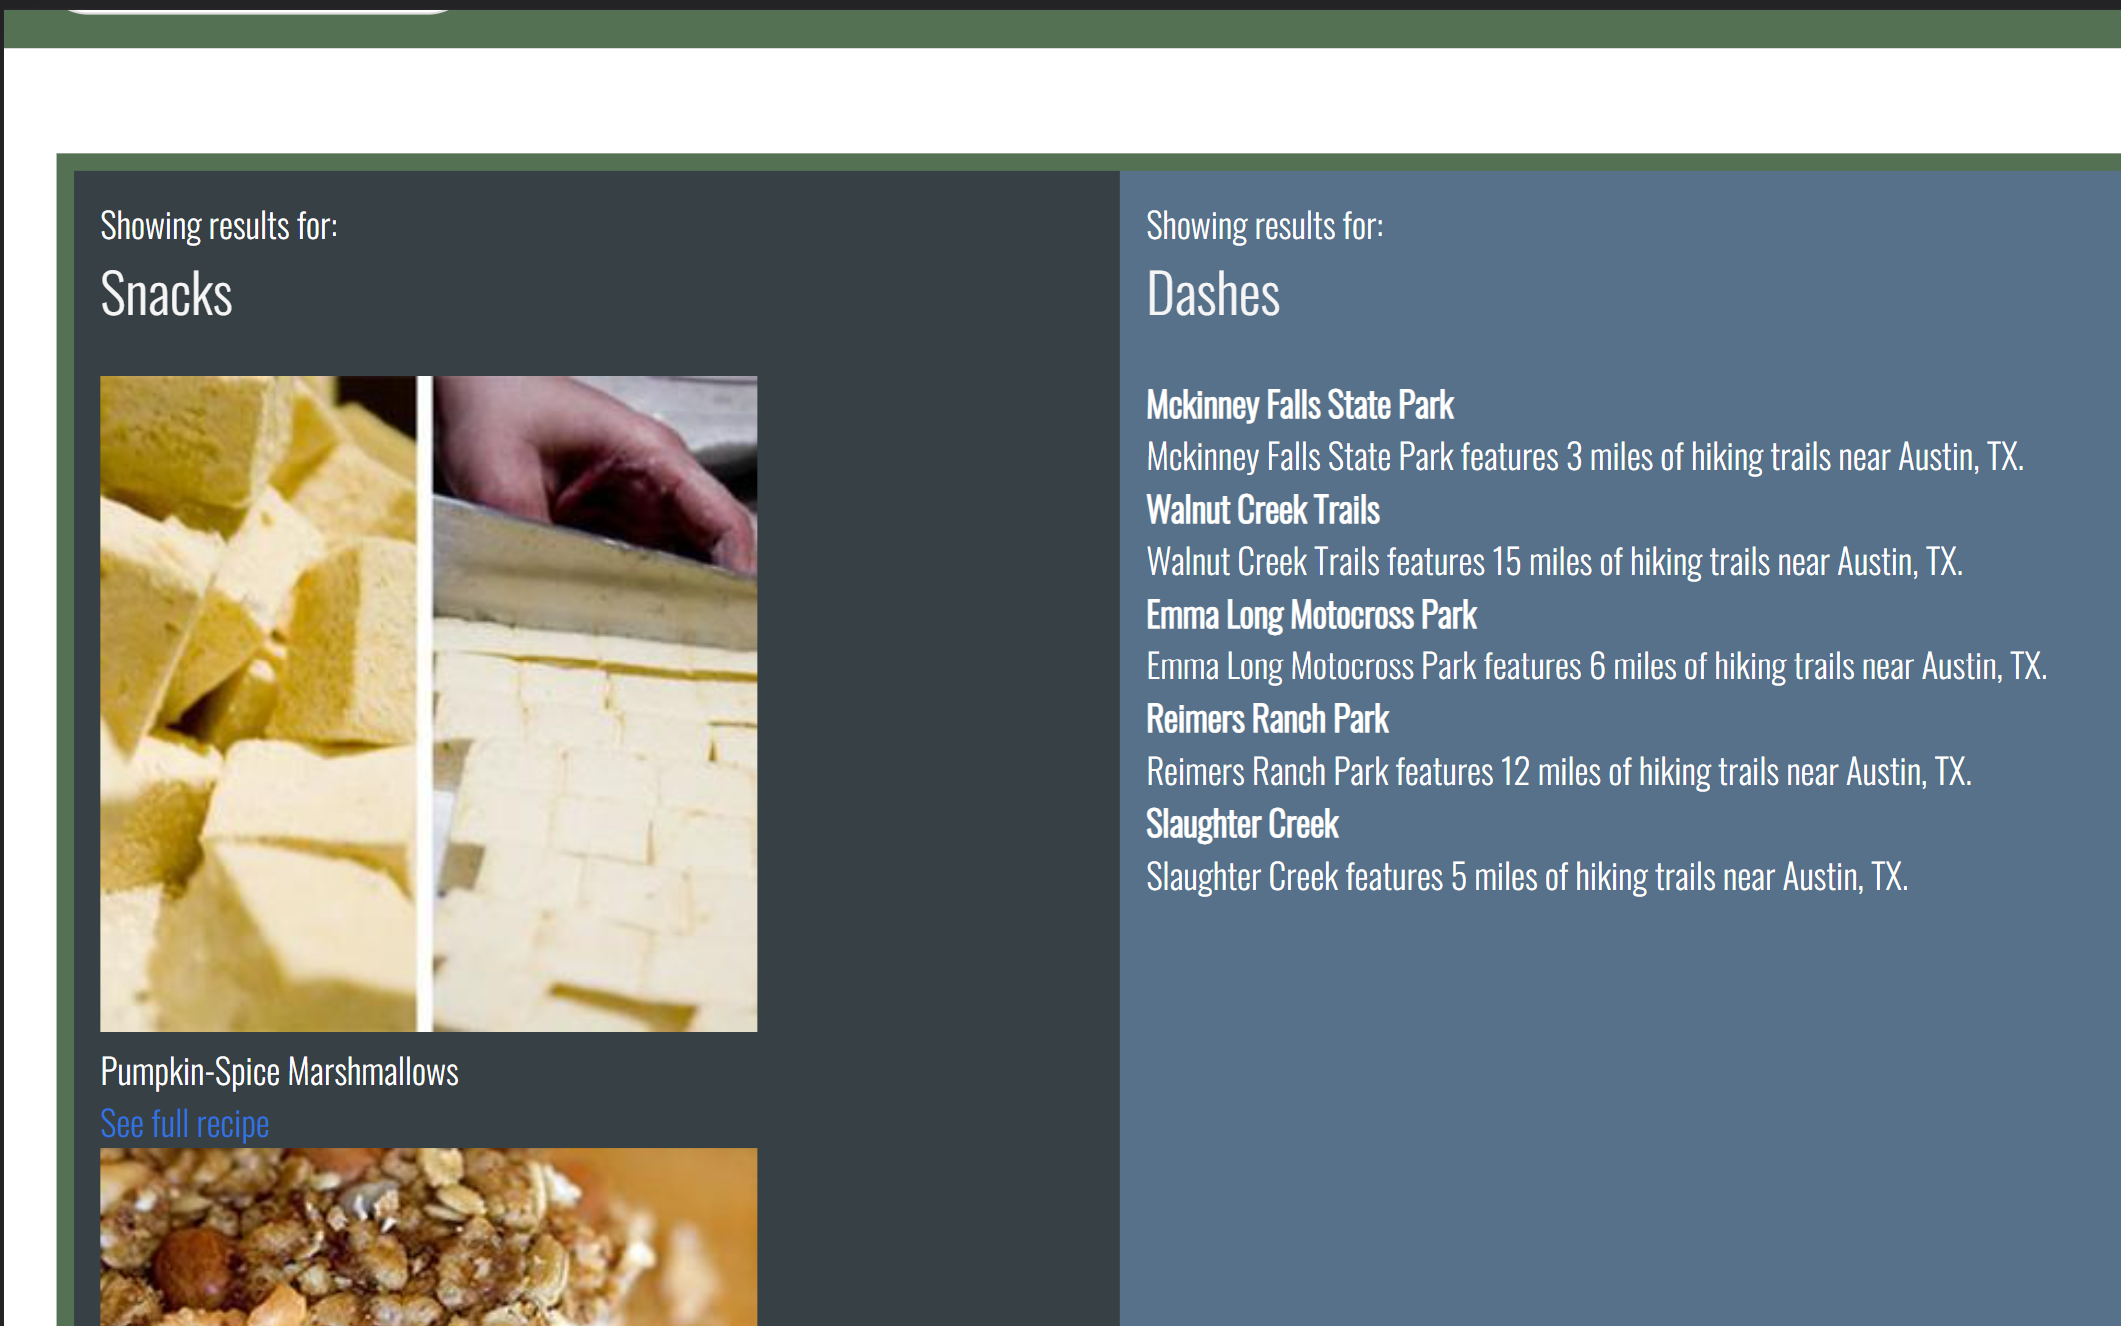 Showing results for:
Snacks
Pumpkin-Spice Marshmallows
See full recipe
Showing results for:
Dashes
Mckinney Falls State Park
Mckinney Falls State Park features 3 miles of hiking trails near Austin, TX.
Walnut Creek Trails
Walnut Creek Trails features 15 miles of hiking trails near Austin, TX.
Emma Long Motocross Park
Emma Long Motocross Park features 6 miles of hiking trails near Austin, TX.
Reimers Ranch Park
Reimers Ranch Park features 12 miles of hiking trails near Austin, TX.
Slaughter Creek
Slaughter Creek features 5 miles of hiking trails near Austin, TX.